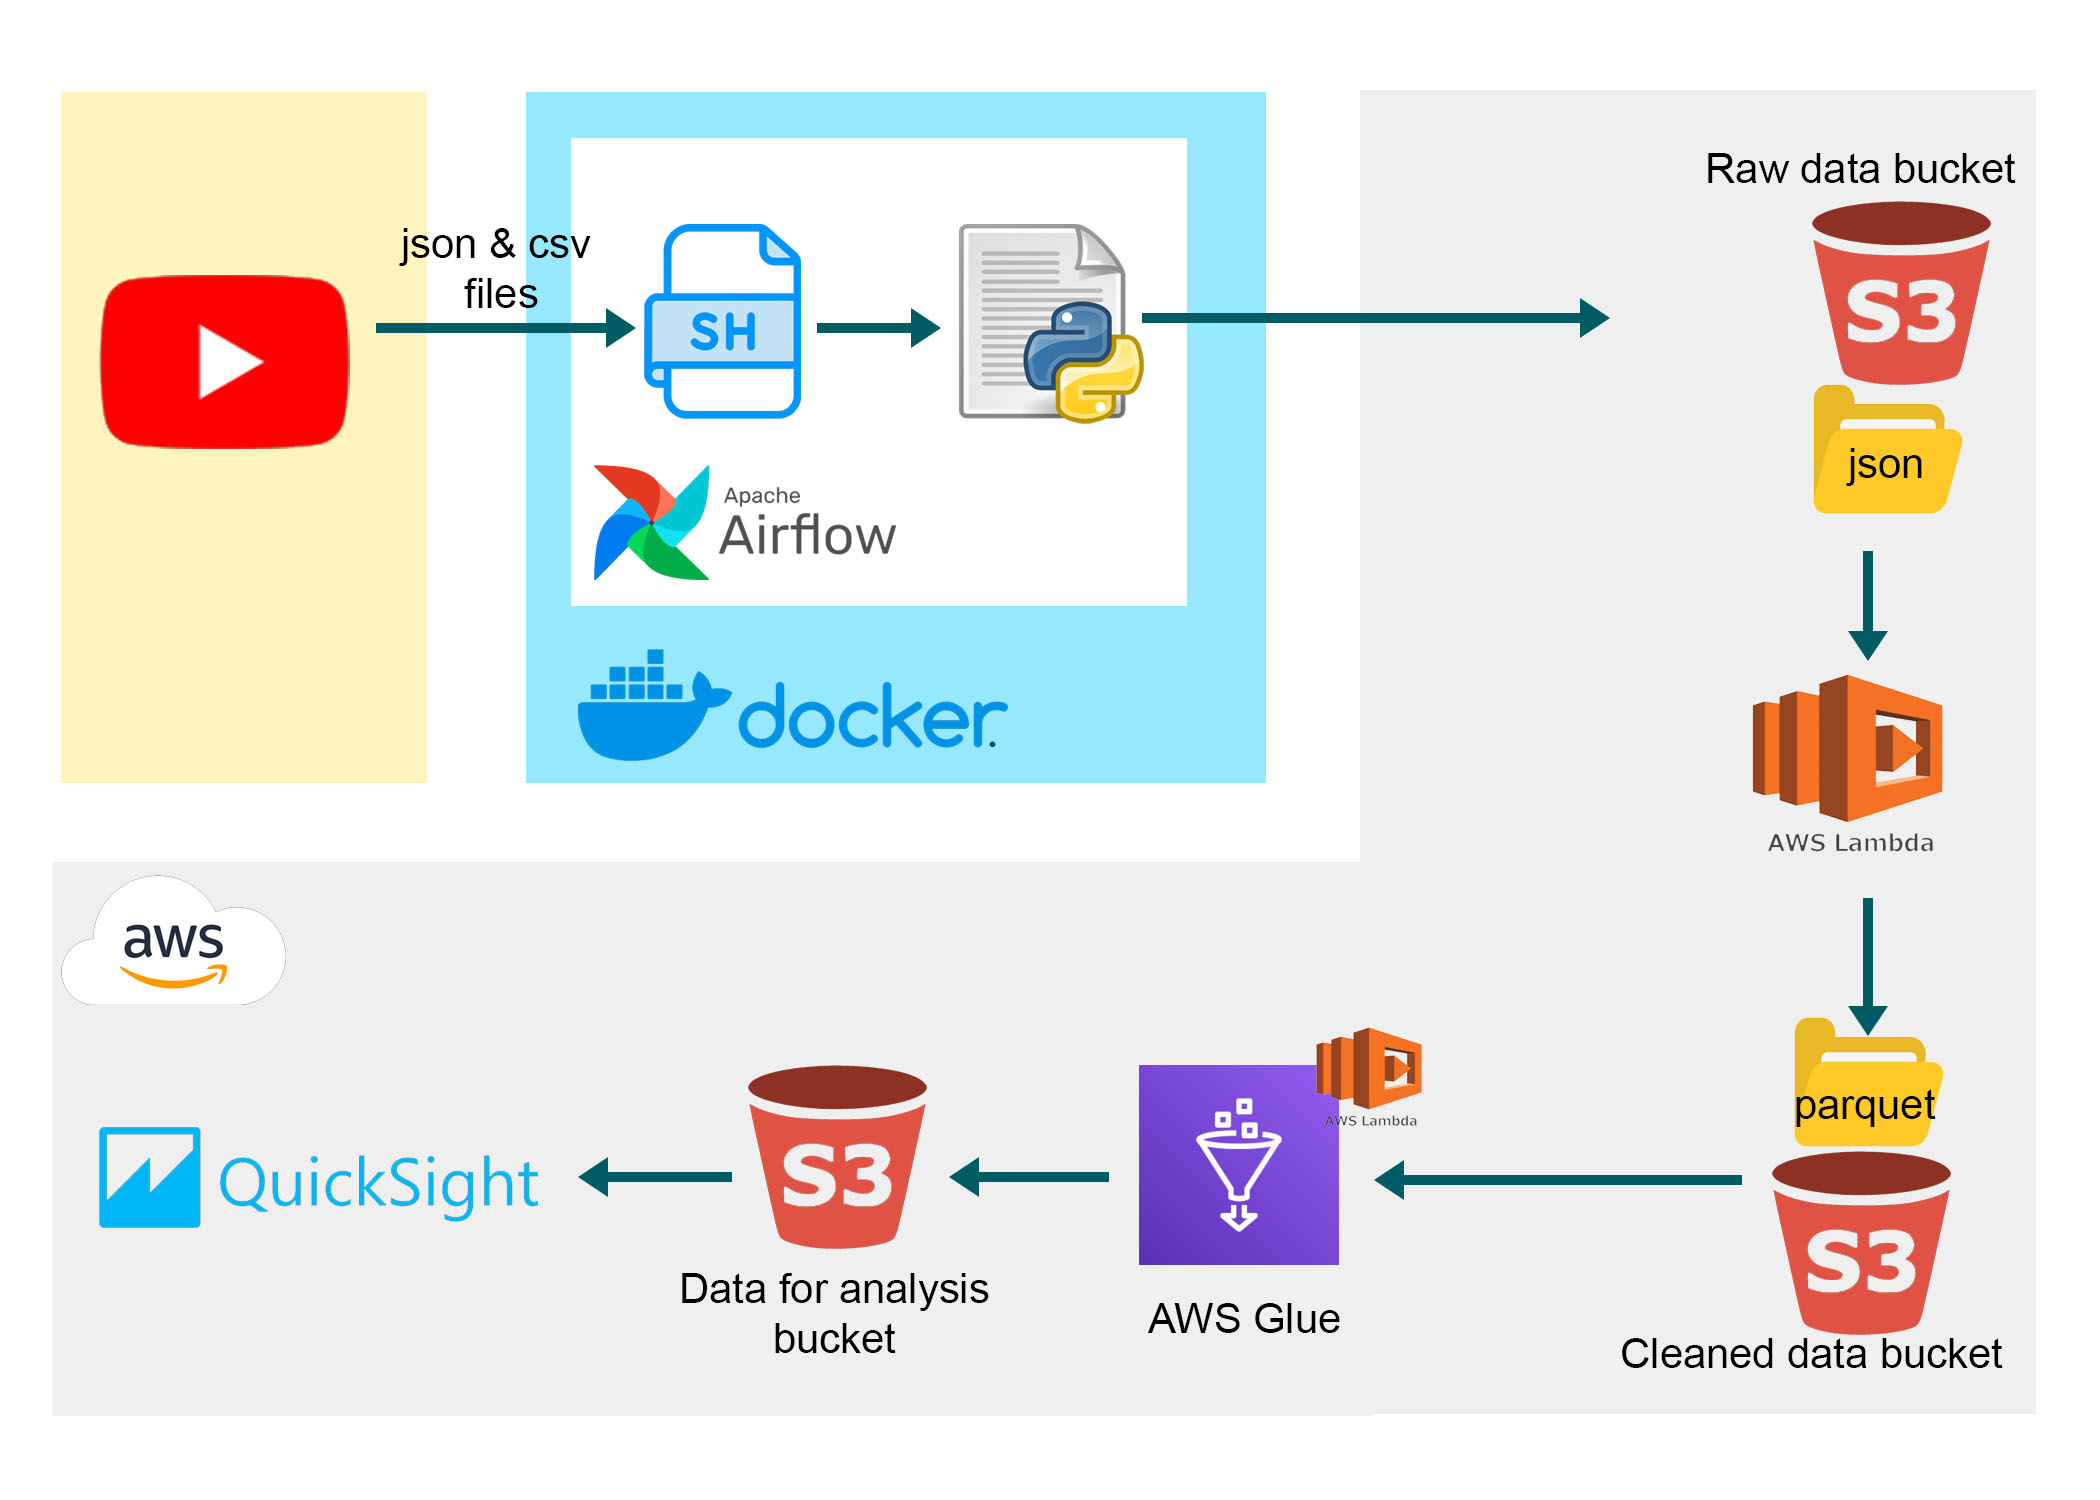 Raw data bucket
S3
json
json & csv
files
SH
Apache
Airflow
docker
AWS Lambda
aws
parquet
S3
Cleaned data bucket
AWS Lambda
AWS Glue
S3
Data for analysis
bucket
QuickSight